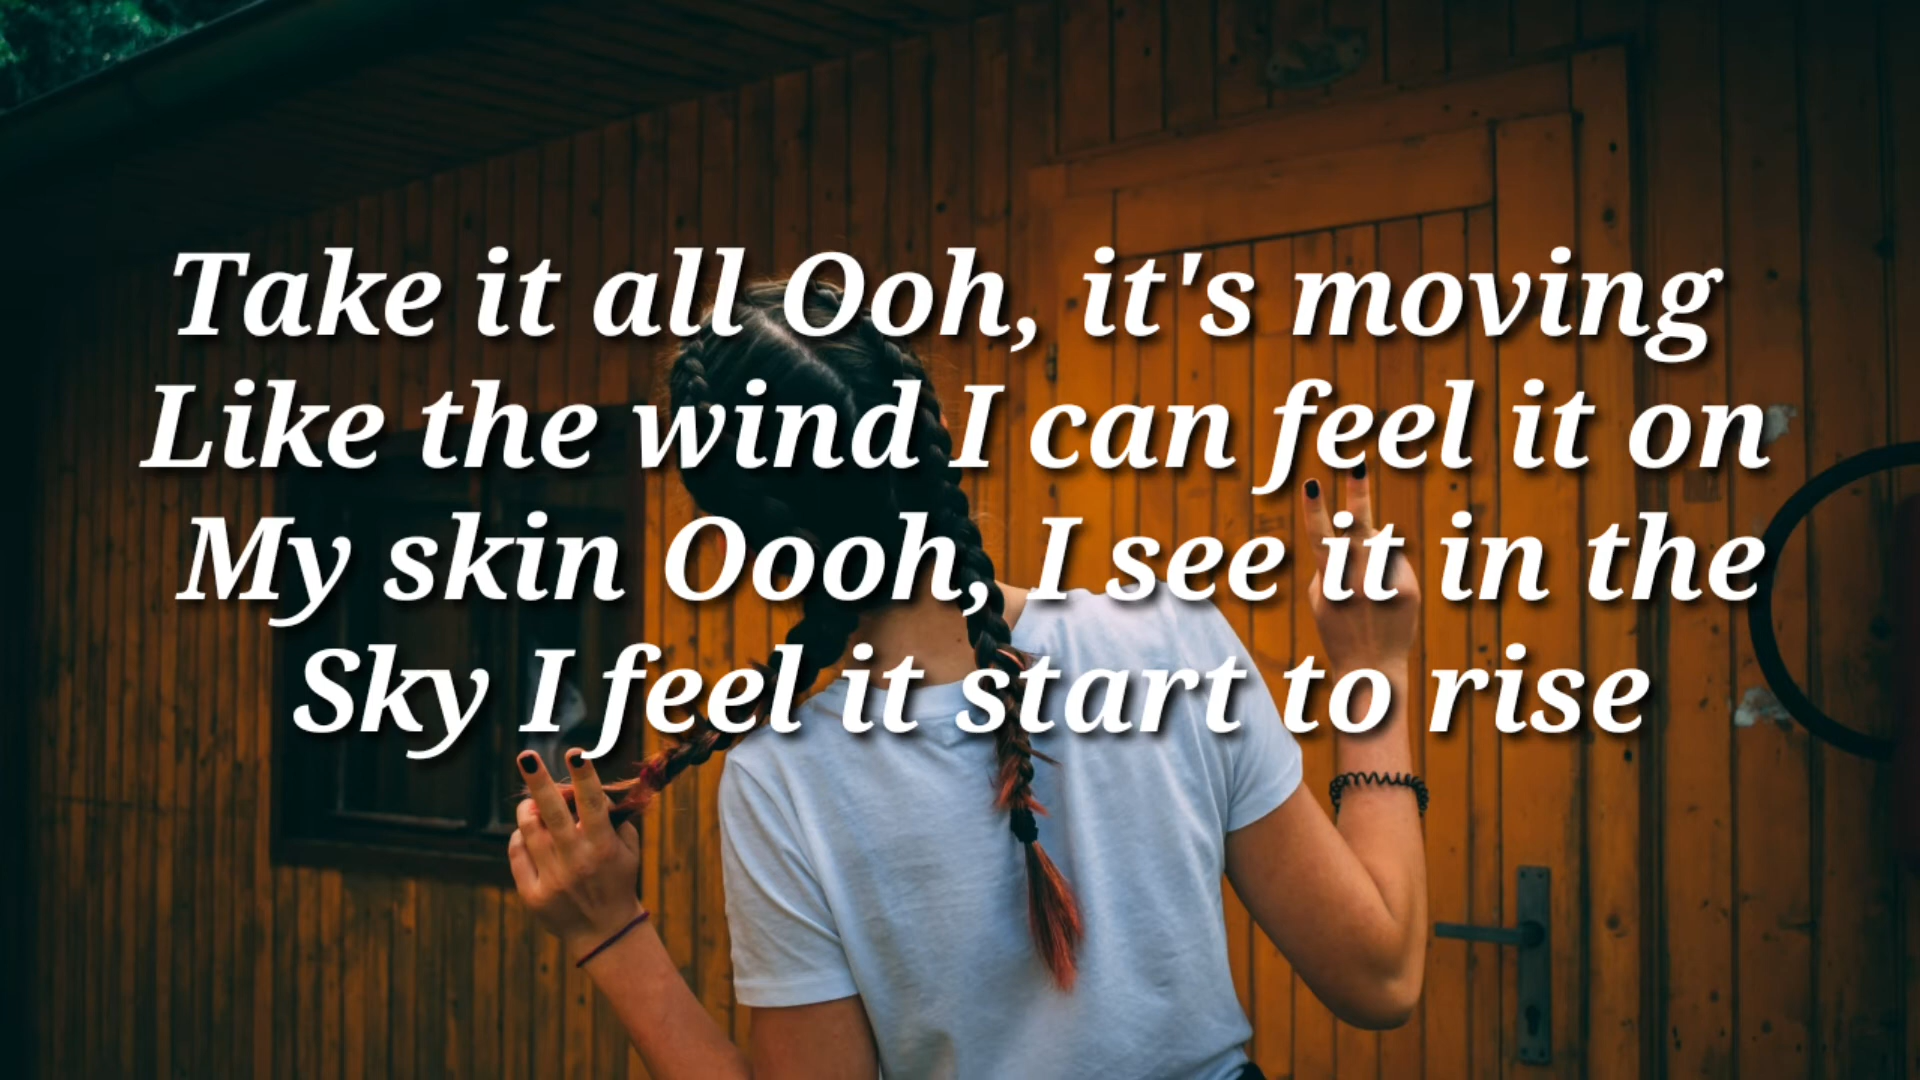 Take it all Ooh, it's moving
Like the wind I can feel it on
My skin Oooh, I see it in the
Sky I feel it start to rise